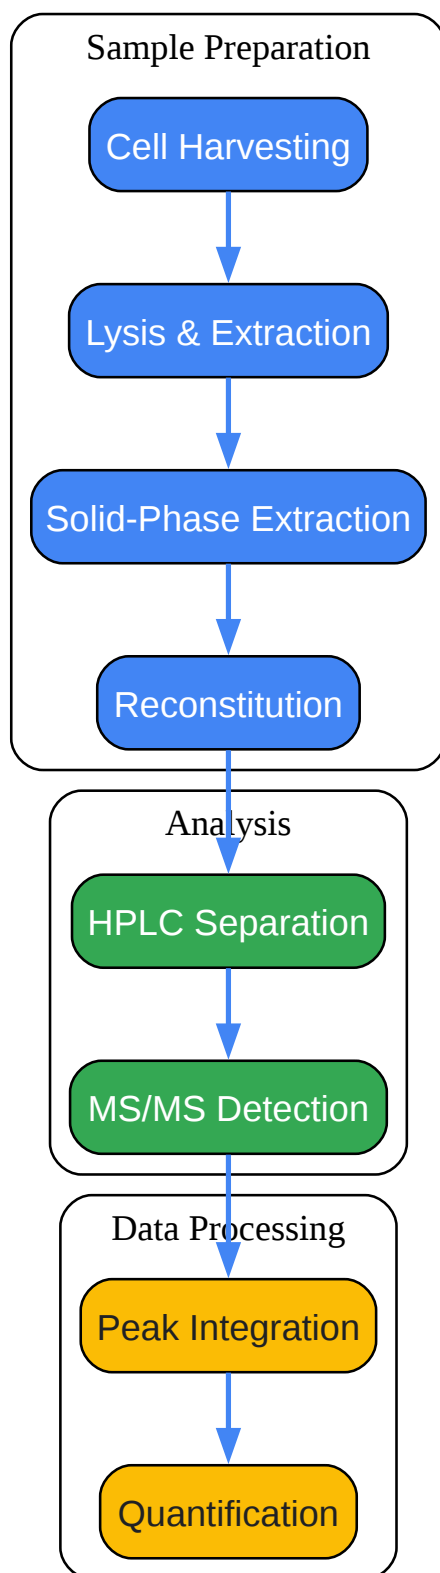 Sample Preparation
Cell Harvesting
Lysis & Extraction
Solid-Phase Extraction
Reconstitution
Analysis
HPLC Separation
MS/MS Detection
Data Processing
Peak Integration
Quantification